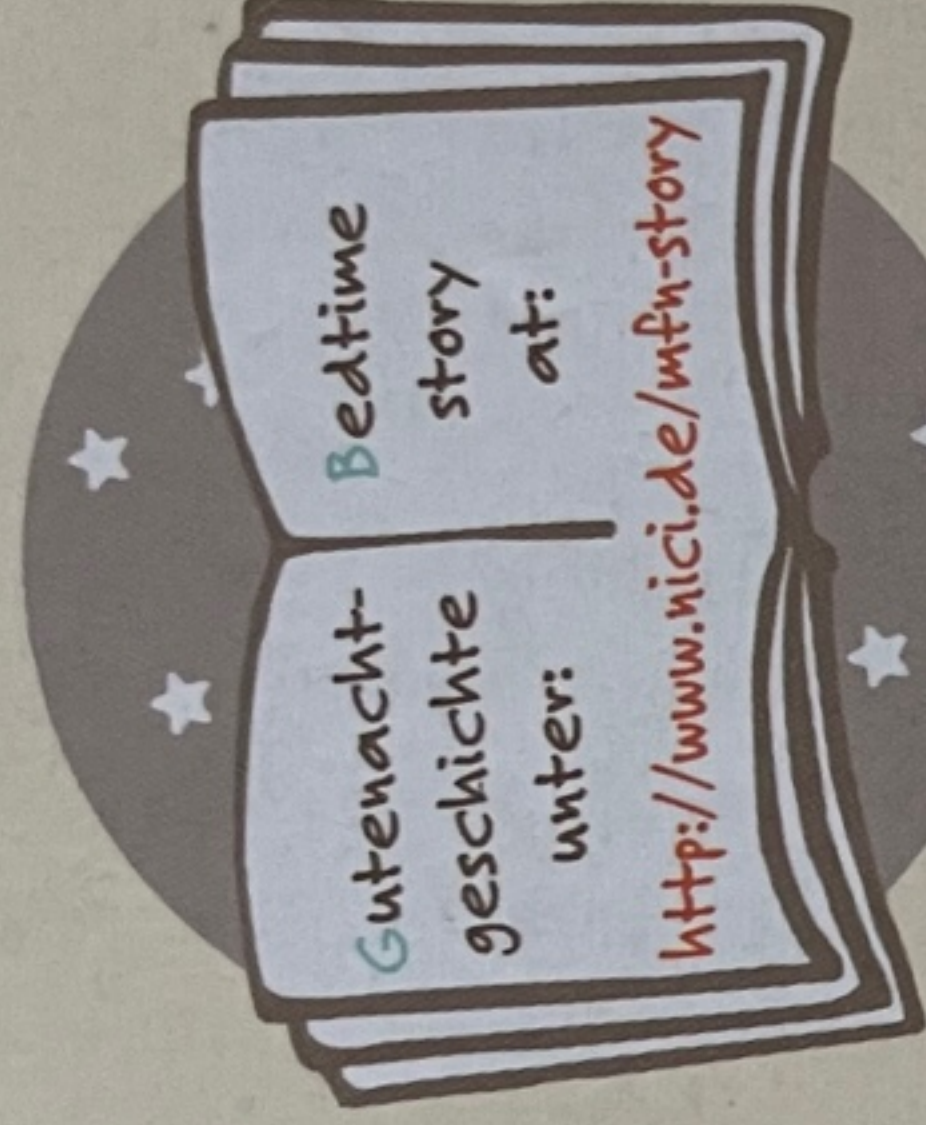 Gutenacht-
geschichte
unter:
Bedtime
story
at:
http://www.nici.de/mfn-story